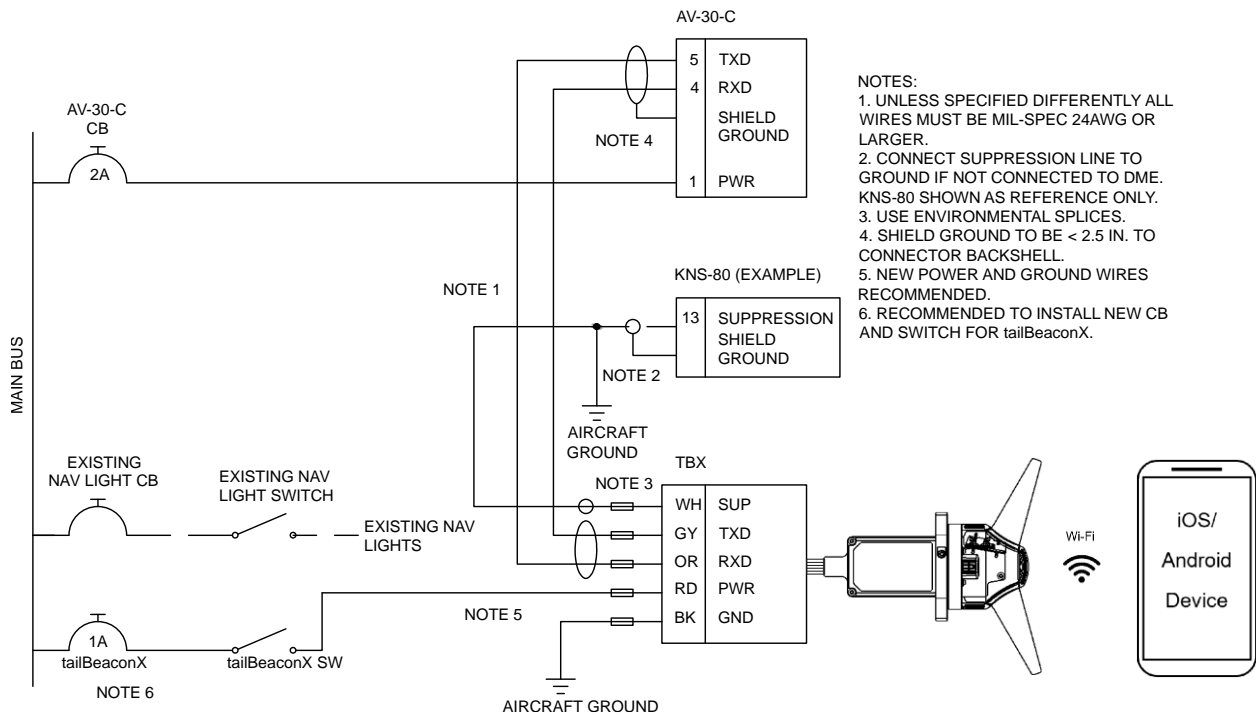 AV-30-C
5 TXD
4 RXD
SHIELD
GROUND
1 PWR
NOTE 4
AV-30-C
CB
2A
MAIN BUS
NOTES:
1. UNLESS SPECIFIED DIFFERENTLY ALL
WIRES MUST BE MIL-SPEC 24AWG OR
LARGER.
2. CONNECT SUPPRESSION LINE TO
GROUND IF NOT CONNECTED TO DME.
KNS-80 SHOWN AS REFERENCE ONLY.
3. USE ENVIRONMENTAL SPLICES.
4. SHIELD GROUND TO BE < 2.5 IN. TO
CONNECTOR BACKSHELL.
5. NEW POWER AND GROUND WIRES
RECOMMENDED.
6. RECOMMENDED TO INSTALL NEW CB
AND SWITCH FOR tailBeaconX.
NOTE 1
KNS-80 (EXAMPLE)
13 SUPPRESSION
SHIELD
GROUND
NOTE 2
AIRCRAFT
GROUND
EXISTING
NAV LIGHT CB
EXISTING NAV
LIGHT SWITCH
EXISTING NAV
LIGHTS
NOTE 3
TBX
WH SUP
GY TXD
OR RXD
RD PWR
BK GND
NOTE 5
1A
tailBeaconX
tailBeaconX SW
NOTE 6
AIRCRAFT GROUND
Wi-Fi
iOS/
Android
Device